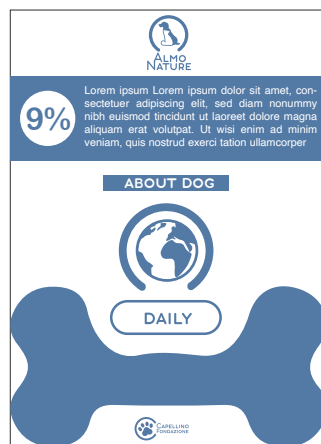 ALMO
NATURE
9%
Lorem ipsum Lorem ipsum dolor sit amet, con-
sectetuer adipiscing elit, sed diam nonummy
nibh euismod tincidunt ut laoreet dolore magna
aliquam erat volutpat. Ut wisi enim ad minim
veniam, quis nostrud exerci tation ullamcorper
ABOUT DOG
DAILY
CAPELLINO
FONDAZIONE